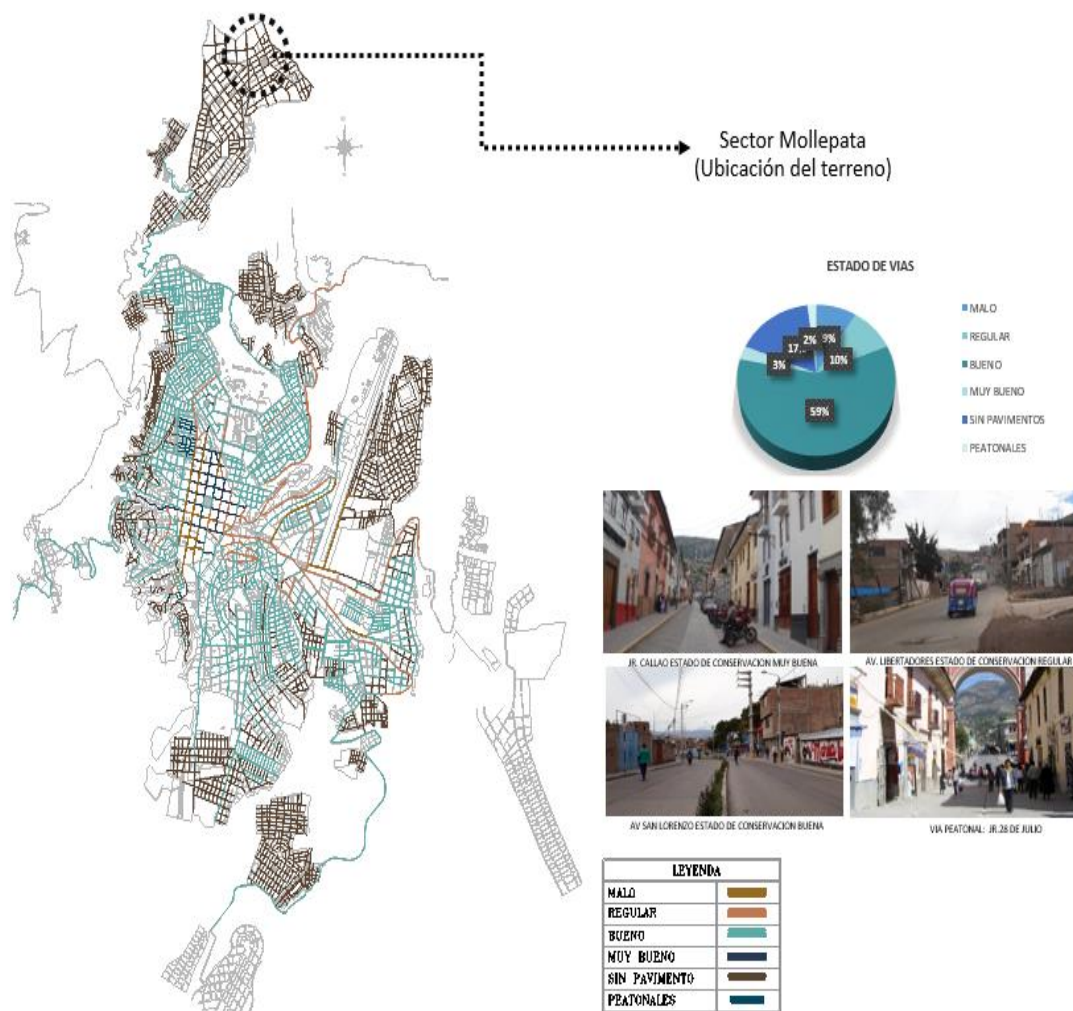 Sector Mollepata
(Ubicación del terreno)
ESTADO DE VIAS
MALO
REGULAR
BUENO
MUY BUENO
SIN PAVIMENTOS
PEATONALES
2%
9%
17%
3%
10%
59%
JR. CALLAO ESTADO DE CONSERVACION MUY BUENA
AV. LIBERTADORES ESTADO DE CONSERVACION REGULAR
AV SAN LORENZO ESTADO DE CONSERVACION BUENA
VIA PEATONAL: JR.28 DE JULIO
LEYENDA
MALO
REGULAR
BUENO
MUY BUENO
SIN PAVIMENTO
PEATONALES